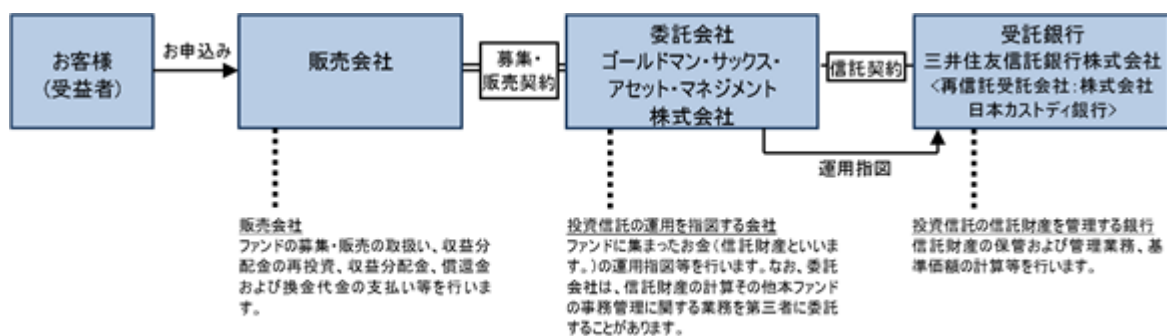 お客様
(受益者)
お申込み
販売会社
募集・
販売契約
委託会社
ゴールドマン・サックス・
アセット・マネジメント
株式会社
信託契約
受託銀行
三井住友信託銀行株式会社
<再信託受託会社:株式会社
日本カストディ銀行>
運用指図
販売会社
ファンドの募集・販売の取扱い、収益分
配金の再投資、収益分配金、償還金
および換金代金の支払い等を行いま
す。
投資信託の運用を指図する会社
ファンドに集まったお金(信託財産といいま
す。)の運用指図等を行います。なお、委託
会社は、信託財産の計算その他本ファンド
の事務管理に関する業務を第三者に委託
することがあります。
投資信託の信託財産を管理する銀行
信託財産の保管および管理業務、基
準価額の計算等を行います。